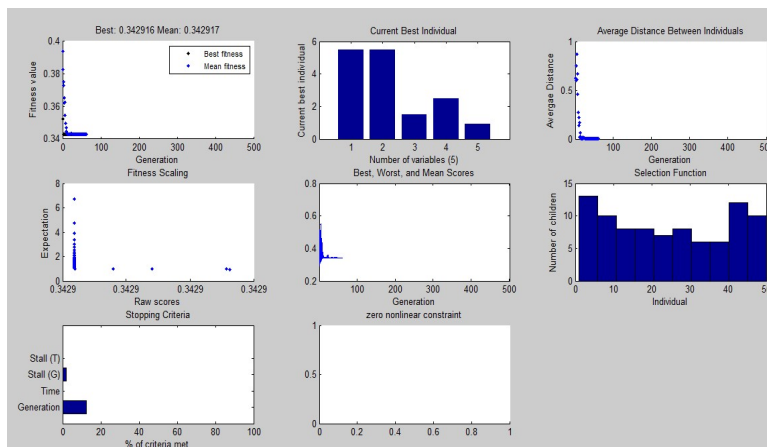 Best: 0.342916 Mean: 0.342917
0.4
0.38
0.36
0.34
Fitness value
Best fitness
Mean fitness
0 100 200 300 400 500
Generation
Current Best Individual
6
4
2
0
Current best individual
1 2 3 4 5
Number of variables (5)
Average Distance Between Individuals
1
0.5
0
Avergae Distance
0 100 200 300 400 500
Generation
Fitness Scaling
8
6
4
2
0
Expectation
0.3429 0.3429 0.3429 0.3429
Raw scores
Best, Worst, and Mean Scores
0.8
0.6
0.4
0.2
0 100 200 300 400 500
Generation
Selection Function
15
10
5
0
Number of children
0 10 20 30 40 50
Individual
Stopping Criteria
Stall (T)
Stall (G)
Time
Generation
0 20 40 60 80 100
% of criteria met
zero nonlinear constraint
1
0.5
0
0 0.2 0.4 0.6 0.8 1